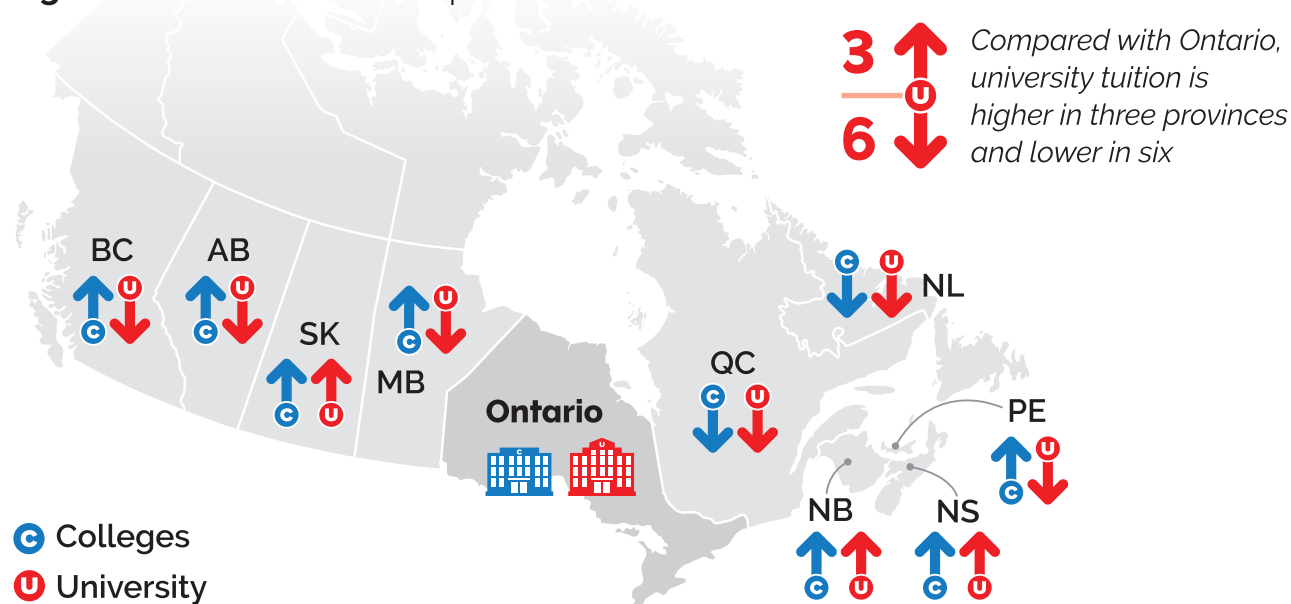 3
U
6
Compared with Ontario,
university tuition is
higher in three provinces
and lower in six
BC
C U
AB
C U
SK
C U
MB
C U
Ontario
C U
QC
C U
NL
C U
PE
C U
NB
C U
NS
C U
C Colleges
U University